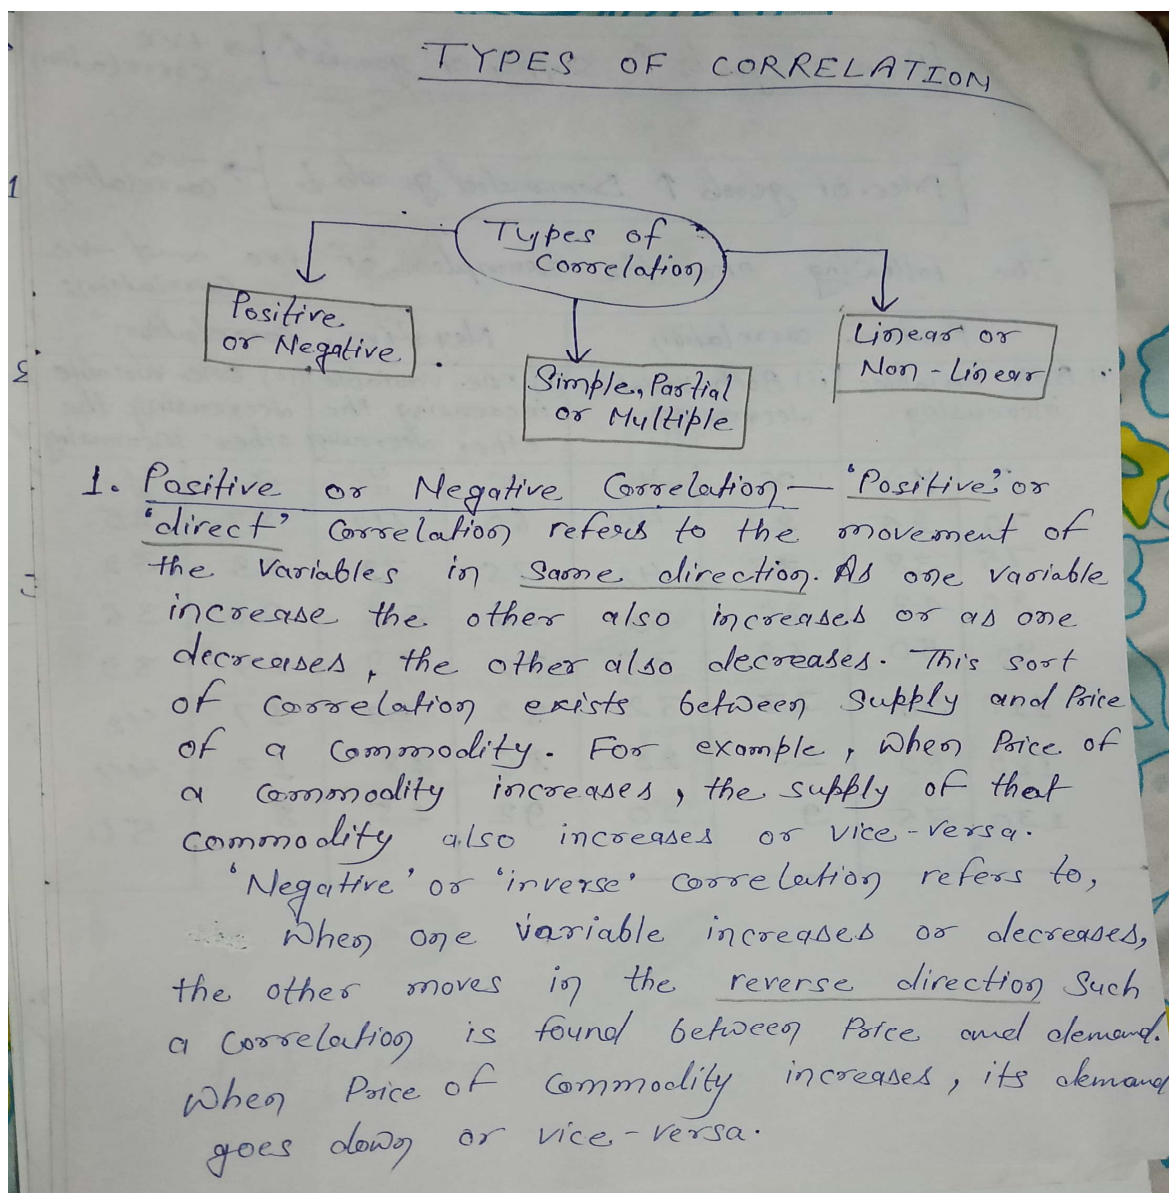 TYPES OF CORRELATION
Types of
Correlation
Positive
or Negative
Simple, Partial
or Multiple
Linear or
Non-Linear
1. Positive or Negative Correlation — 'Positive' or
'direct' Correlation refers to the movement of
the Variables in Same direction. As one variable
increase the other also increases or as one
decreases, the other also decreases. This sort
of correlation exists between Supply and Price
of a Commodity. For example, when Price of
a commodity increases, the supply of that
commodity also increases or vice-versa.
'Negative' or 'inverse' correlation refers to,
when one variable increases or decreases,
the other moves in the reverse direction Such
a Correlation is found between Price and demand.
When Price of Commodity increases, its demand
goes down or vice-versa.